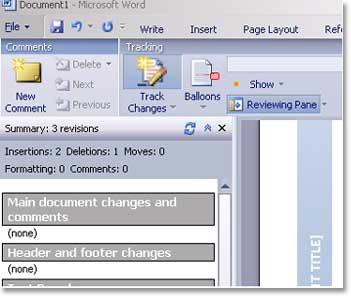 Document1 - Microsoft Word
File
Write
Insert
Page Layout
Refe
Comments
Tracking
New Comment
Delete
Next
Previous
Track Changes
Balloons
Show
Reviewing Pane
Summary: 3 revisions
Insertions: 2 Deletions: 1 Moves: 0
Formatting: 0 Comments: 0
Main document changes and
comments
(none)
Header and footer changes
(none)
T TITLE]